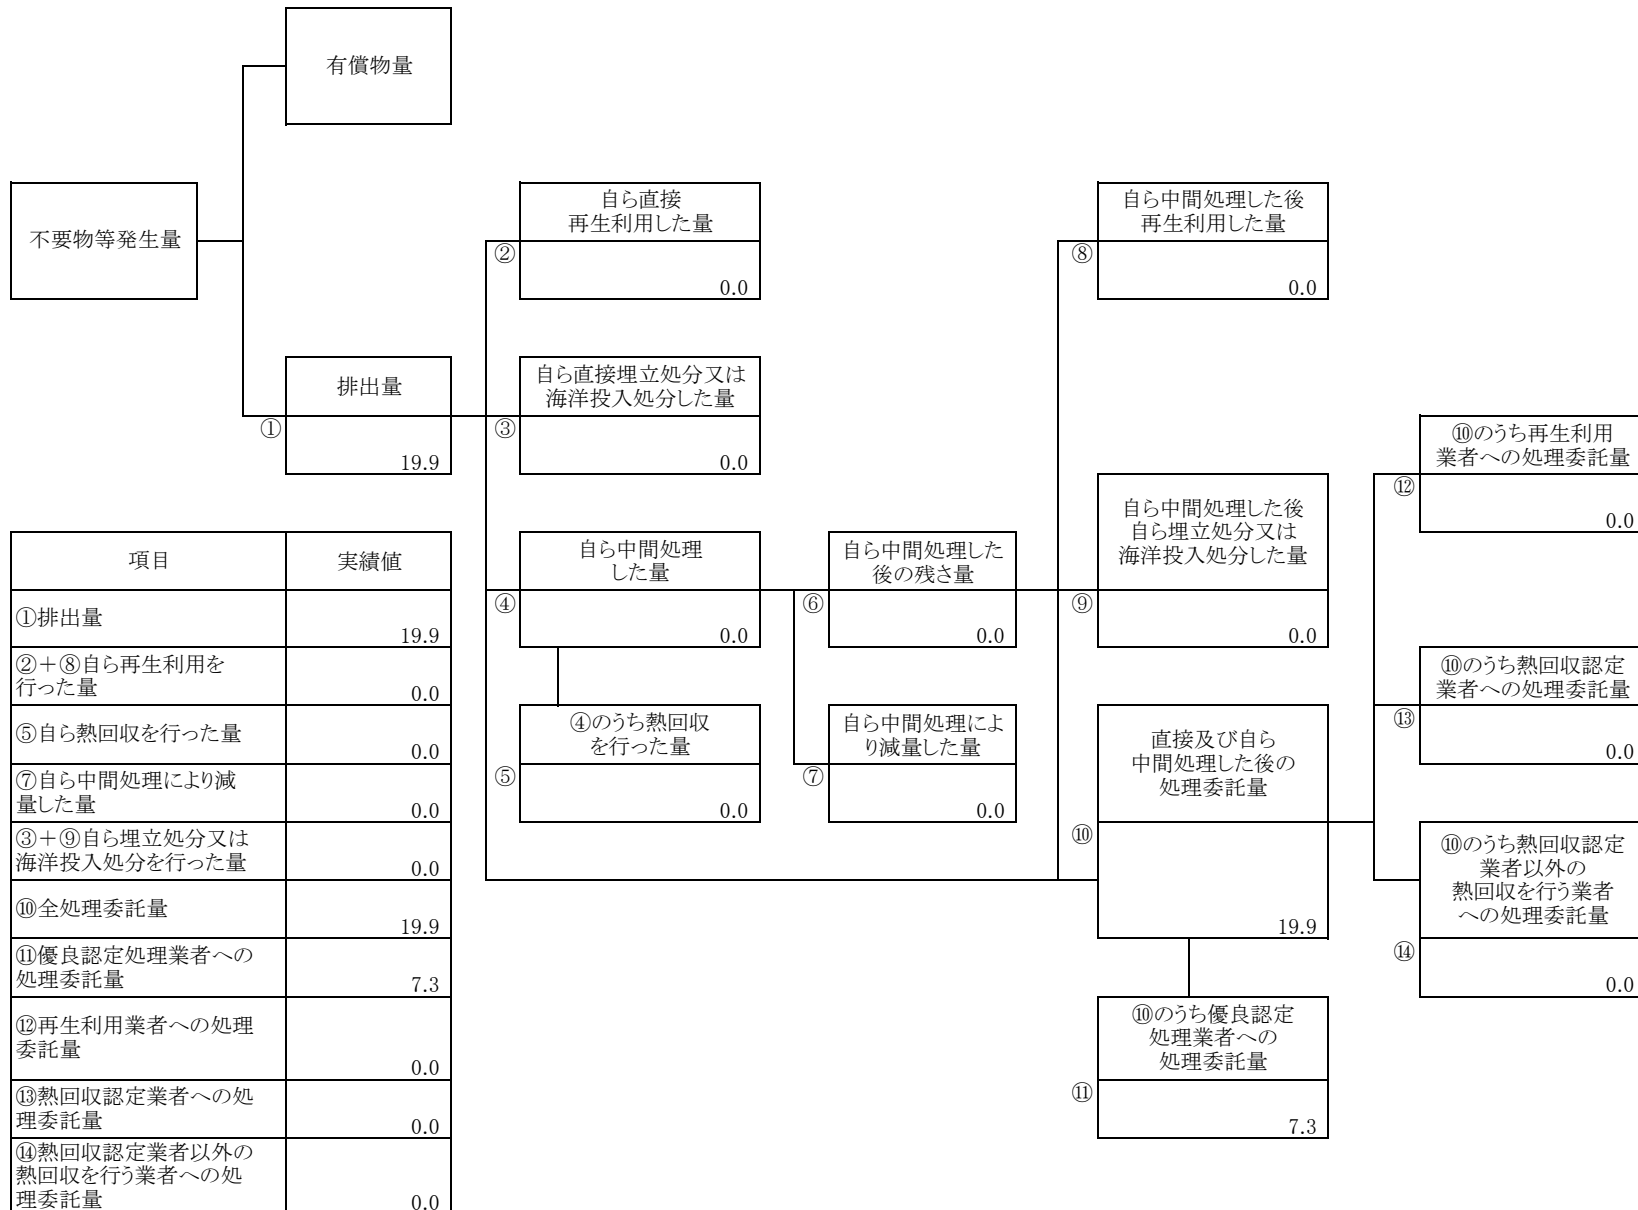 有償物量
不要物等発生量
自ら直接
再生利用した量
②
0.0
自ら中間処理した後
再生利用した量
⑧
0.0
排出量
①
19.9
自ら直接埋立処分又は
海洋投入処分した量
③
0.0
⑩のうち再生利用
業者への処理委託量
⑫
0.0
自ら中間処理
した量
④
0.0
自ら中間処理した
後の残さ量
⑥
0.0
自ら中間処理した後
自ら埋立処分又は
海洋投入処分した量
⑨
0.0
⑩のうち熱回収認定
業者への処理委託量
⑬
0.0
④のうち熱回収
を行った量
⑤
0.0
自ら中間処理によ
り減量した量
⑦
0.0
直接及び自ら
中間処理した後の
処理委託量
⑩
19.9
⑩のうち熱回収認定
業者以外の
熱回収を行う業者
への処理委託量
⑭
0.0
⑩のうち優良認定
処理業者への
処理委託量
⑪
7.3
項目 実績値
①排出量
19.9
②+⑧自ら再生利用を
行った量
0.0
⑤自ら熱回収を行った量
0.0
⑦自ら中間処理により減
量した量
0.0
③+⑨自ら埋立処分又は
海洋投入処分を行った量
0.0
⑩全処理委託量
19.9
⑪優良認定処理業者への
処理委託量
7.3
⑫再生利用業者への処理
委託量
0.0
⑬熱回収認定業者への処
理委託量
0.0
⑭熱回収認定業者以外の
熱回収を行う業者への処
理委託量
0.0